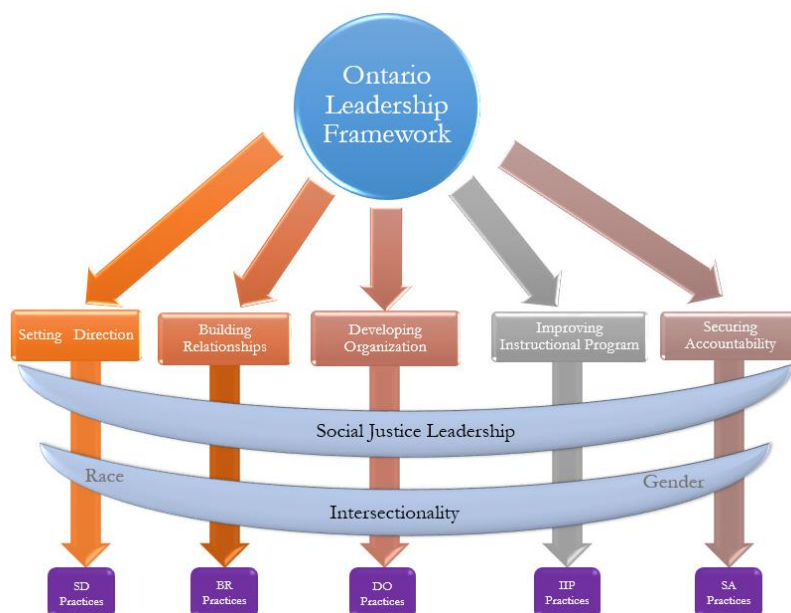 Ontario
Leadership
Framework
Setting Direction
Building
Relationships
Developing
Organization
Improving
Instructional Program
Securing
Accountability
Social Justice Leadership
Race
Gender
Intersectionality
SD
Practices
BR
Practices
DO
Practices
IIP
Practices
SA
Practices